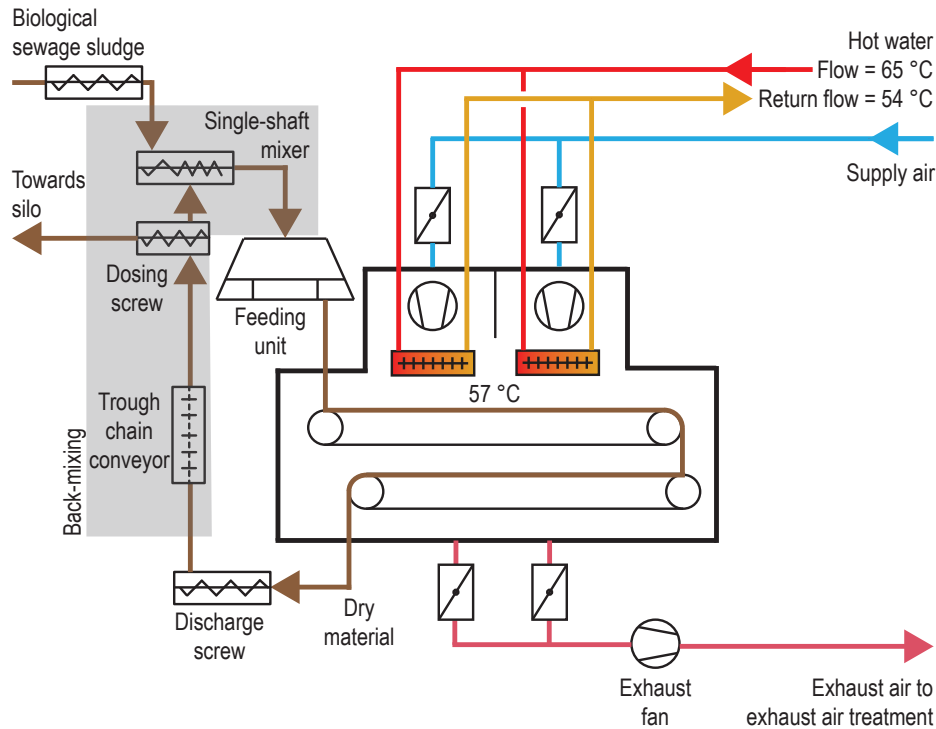 Biological
sewage sludge
Hot water
Flow = 65 °C
Return flow = 54 °C
Single-shaft
mixer
Supply air
Towards
silo
Dosing
screw
Feeding
unit
57 °C
Trough
chain
conveyor
Back-mixing
Discharge
screw
Dry
material
Exhaust
fan
Exhaust air to
exhaust air treatment